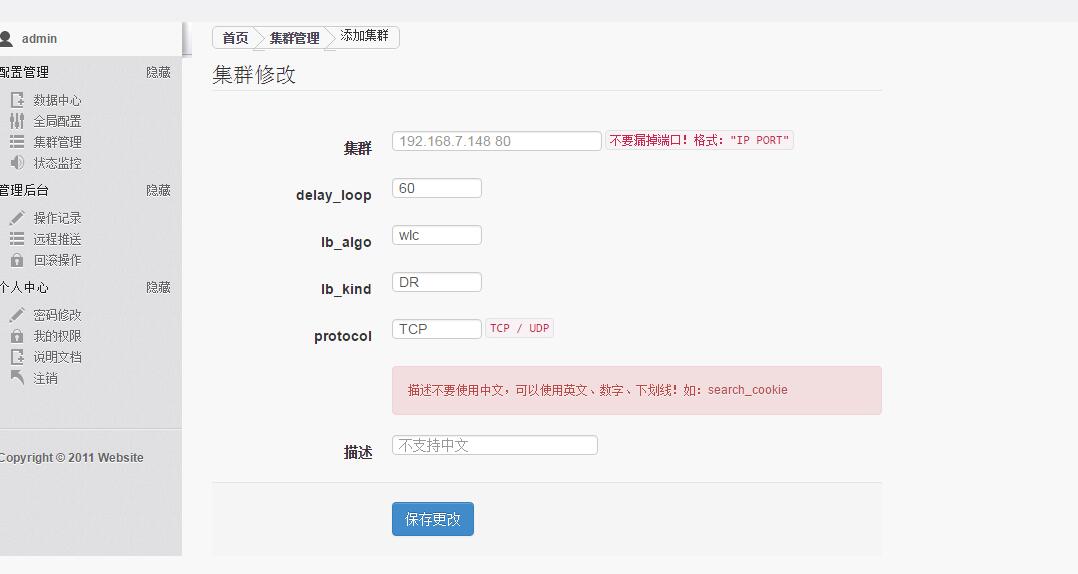 admin
配置管理 隐藏
数据中心
全局配置
集群管理
状态监控
管理后台 隐藏
操作记录
远程推送
回滚操作
个人中心 隐藏
密码修改
我的权限
说明文档
注销
Copyright © 2011 Website
首页 集群管理 添加集群
集群修改
集群 192.168.7.148 80 不要漏掉端口! 格式："IP PORT"
delay_loop 60
lb_algo wlc
lb_kind DR
protocol TCP TCP / UDP
描述不要使用中文，可以使用英文、数字、下划线! 如：search_cookie
描述 不支持中文
保存更改